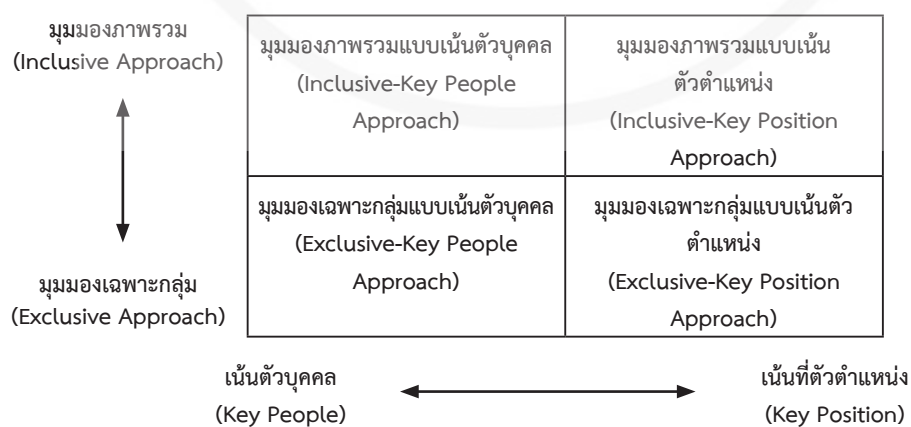 มุมมองภาพรวม
(Inclusive Approach)
มุมมองภาพรวมแบบเน้นตัวบุคคล
(Inclusive-Key People
Approach)
มุมมองภาพรวมแบบเน้น
ตัวตำแหน่ง
(Inclusive-Key Position
Approach)
มุมมองเฉพาะกลุ่มแบบเน้นตัวบุคคล
(Exclusive-Key People
Approach)
มุมมองเฉพาะกลุ่มแบบเน้นตัว
ตำแหน่ง
(Exclusive-Key Position
Approach)
มุมมองเฉพาะกลุ่ม
(Exclusive Approach)
เน้นตัวบุคคล
(Key People)
เน้นที่ตัวตำแหน่ง
(Key Position)